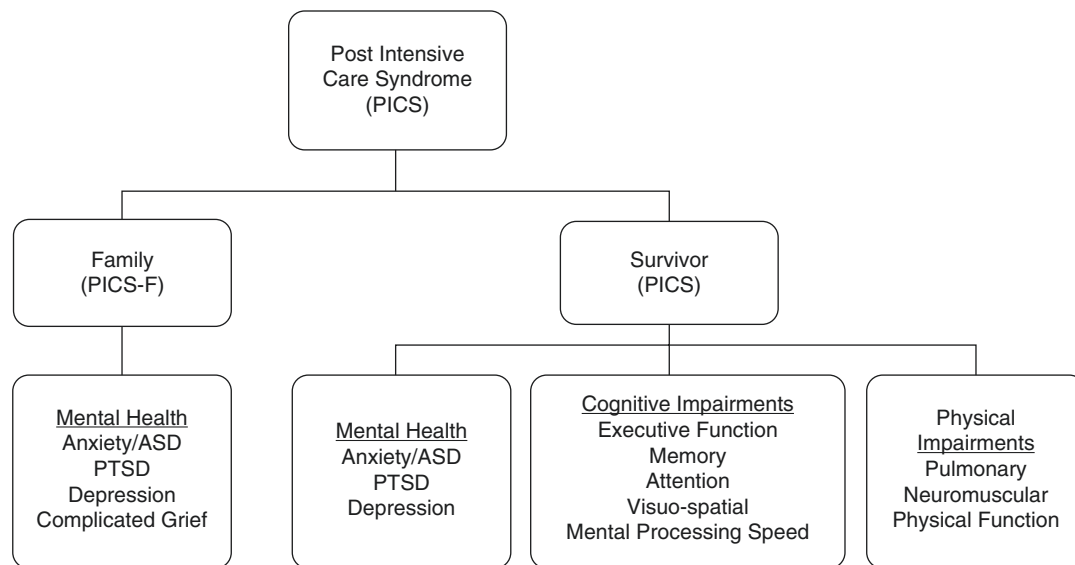 Post Intensive
Care Syndrome
(PICS)
Family
(PICS-F)
Survivor
(PICS)
Mental Health
Anxiety/ASD
PTSD
Depression
Complicated Grief
Mental Health
Anxiety/ASD
PTSD
Depression
Cognitive Impairments
Executive Function
Memory
Attention
Visuo-spatial
Mental Processing Speed
Physical
Impairments
Pulmonary
Neuromuscular
Physical Function